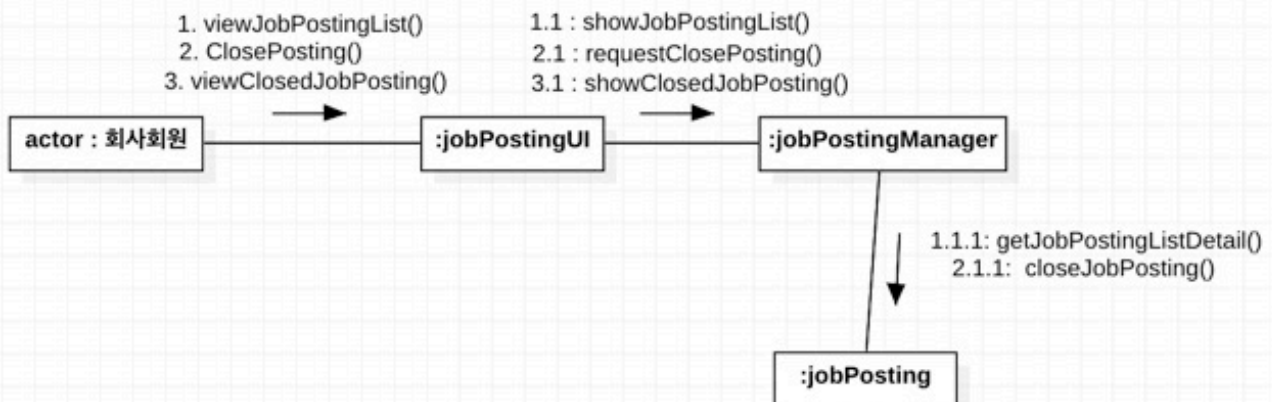 1. viewJobPostingList()
2. ClosePosting()
3. viewClosedJobPosting()
1.1 : showJobPostingList()
2.1 : requestClosePosting()
3.1 : showClosedJobPosting()
actor : 회사회원
:jobPostingUI
:jobPostingManager
1.1.1: getJobPostingListDetail()
2.1.1: closeJobPosting()
:jobPosting